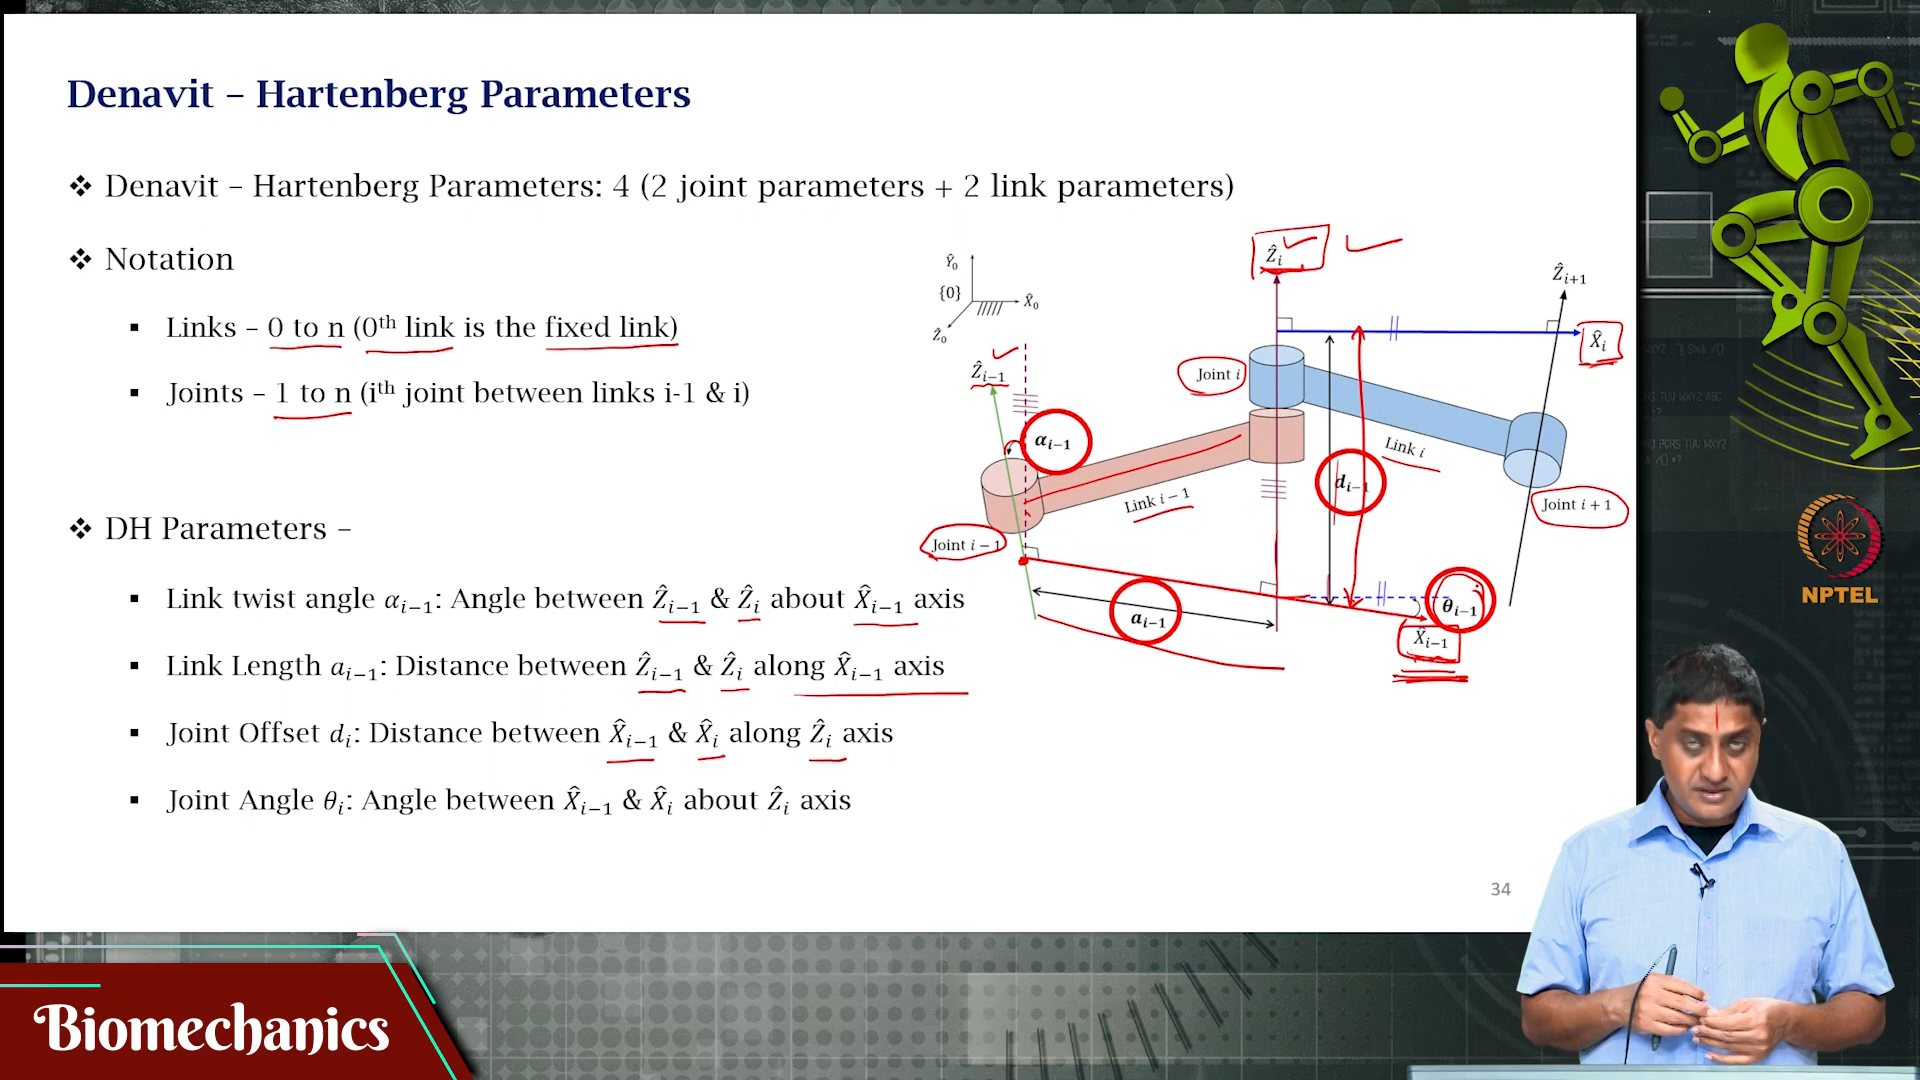 Denavit – Hartenberg Parameters
❖ Denavit – Hartenberg Parameters: 4 (2 joint parameters + 2 link parameters)
❖ Notation
▪ Links – 0 to n (0ᵗʰ link is the fixed link)
▪ Joints – 1 to n (iᵗʰ joint between links i-1 & i)
❖ DH Parameters –
▪ Link twist angle αᵢ₋₁: Angle between Ẑᵢ₋₁ & Ẑᵢ about X̂ᵢ₋₁ axis
▪ Link Length aᵢ₋₁: Distance between Ẑᵢ₋₁ & Ẑᵢ along X̂ᵢ₋₁ axis
▪ Joint Offset dᵢ: Distance between X̂ᵢ₋₁ & X̂ᵢ along Ẑᵢ axis
▪ Joint Angle θᵢ: Angle between X̂ᵢ₋₁ & X̂ᵢ about Ẑᵢ axis
Ŷ₀
{0}
X̂₀
Ẑ₀
Ẑᵢ
Ẑᵢ₊₁
X̂ᵢ
Ẑᵢ₋₁
Joint i
αᵢ₋₁
Link i
dᵢ₋₁
Link i − 1
Joint i + 1
Joint i − 1
aᵢ₋₁
θᵢ₋₁
X̂ᵢ₋₁
34
NPTEL
Biomechanics